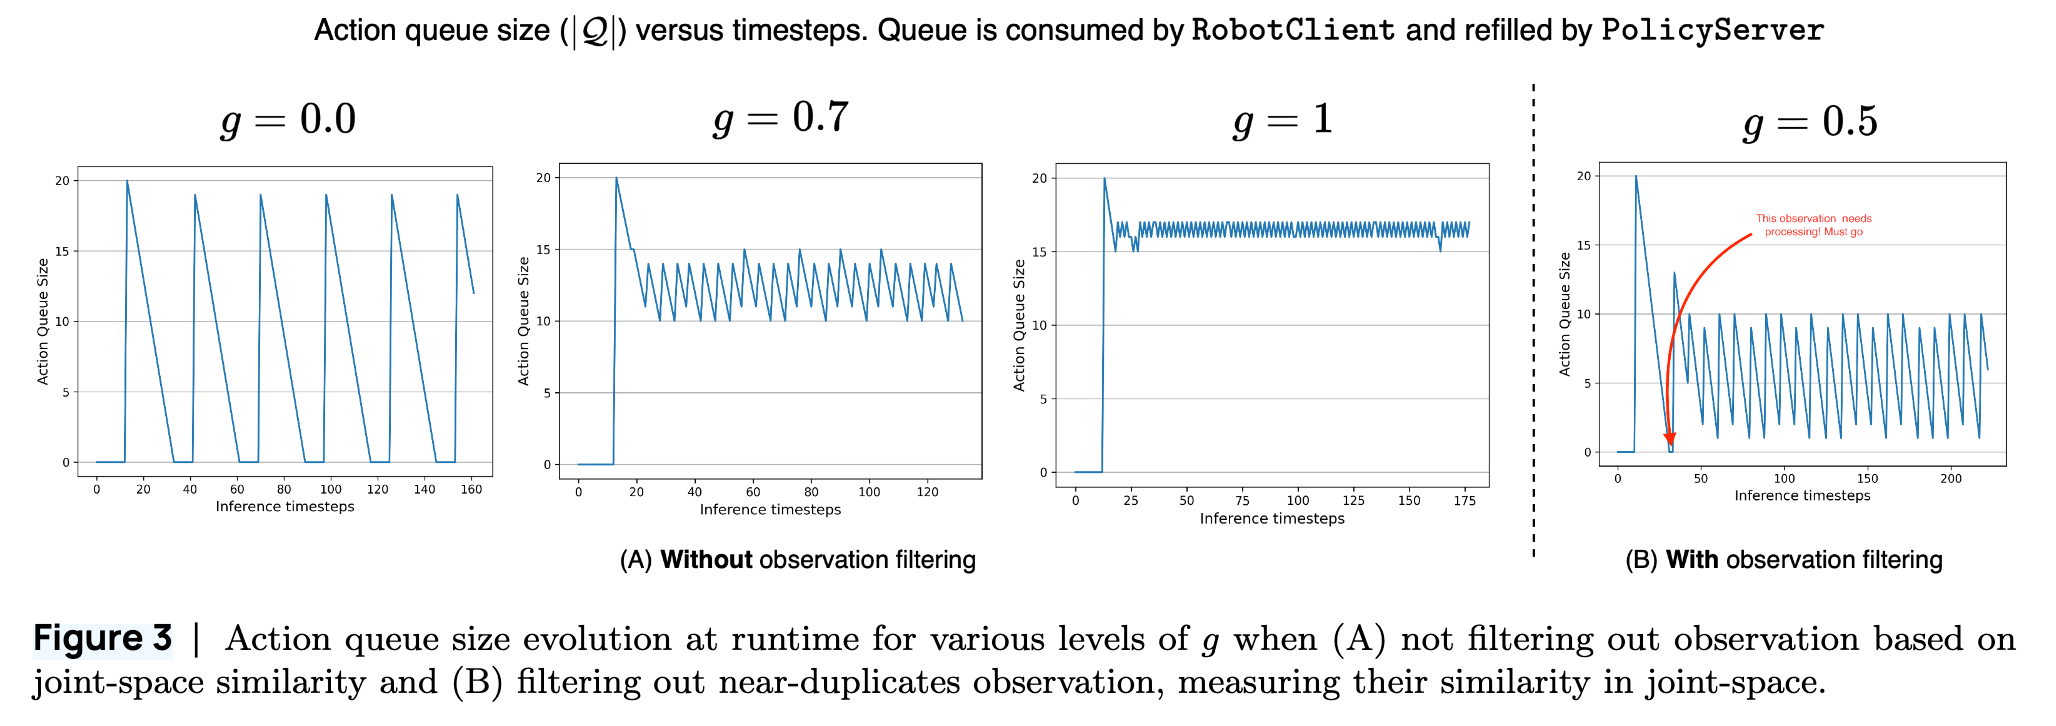 Action queue size (|𝒬|) versus timesteps. Queue is consumed by RobotClient and refilled by PolicyServer
g = 0.0
20
15
10
5
0
Action Queue Size
0 20 40 60 80 100 120 140 160
Inference timesteps
g = 0.7
20
15
10
5
0
Action Queue Size
0 20 40 60 80 100 120
Inference timesteps
g = 1
20
15
10
5
0
Action Queue Size
0 25 50 75 100 125 150 175
Inference timesteps
(A) Without observation filtering
g = 0.5
20
15
10
5
0
Action Queue Size
This observation needs
processing! Must go
0 50 100 150 200
Inference timesteps
(B) With observation filtering
Figure 3 | Action queue size evolution at runtime for various levels of g when (A) not filtering out observation based on
joint-space similarity and (B) filtering out near-duplicates observation, measuring their similarity in joint-space.